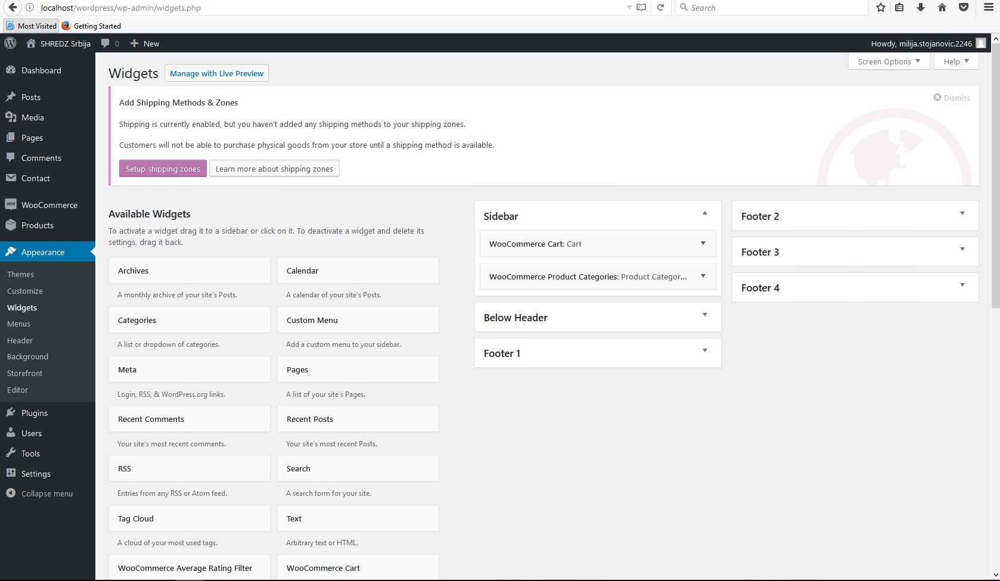 localhost/wordpress/wp-admin/widgets.php
Search
Most Visited
Getting Started
SHREDZ Srbija
0
New
Howdy, milija.stojanovic.2246
Dashboard
Posts
Media
Pages
Comments
Contact
WooCommerce
Products
Appearance
Themes
Customize
Widgets
Menus
Header
Background
Storefront
Editor
Plugins
Users
Tools
Settings
Collapse menu
Screen Options
Help
Widgets
Manage with Live Preview
Add Shipping Methods & Zones
Dismiss
Shipping is currently enabled, but you haven't added any shipping methods to your shipping zones.
Customers will not be able to purchase physical goods from your store until a shipping method is available.
Setup shipping zones
Learn more about shipping zones
Available Widgets
To activate a widget drag it to a sidebar or click on it. To deactivate a widget and delete its
settings, drag it back.
Archives
Calendar
A monthly archive of your site's Posts.
A calendar of your site's Posts.
Categories
Custom Menu
A list or dropdown of categories.
Add a custom menu to your sidebar.
Meta
Pages
Login, RSS, & WordPress.org links.
A list of your site's Pages.
Recent Comments
Recent Posts
Your site's most recent comments.
Your site's most recent Posts.
RSS
Search
Entries from any RSS or Atom feed.
A search form for your site.
Tag Cloud
Text
A cloud of your most used tags.
Arbitrary text or HTML.
WooCommerce Average Rating Filter
WooCommerce Cart
Sidebar
WooCommerce Cart: Cart
WooCommerce Product Categories: Product Categor...
Below Header
Footer 1
Footer 2
Footer 3
Footer 4